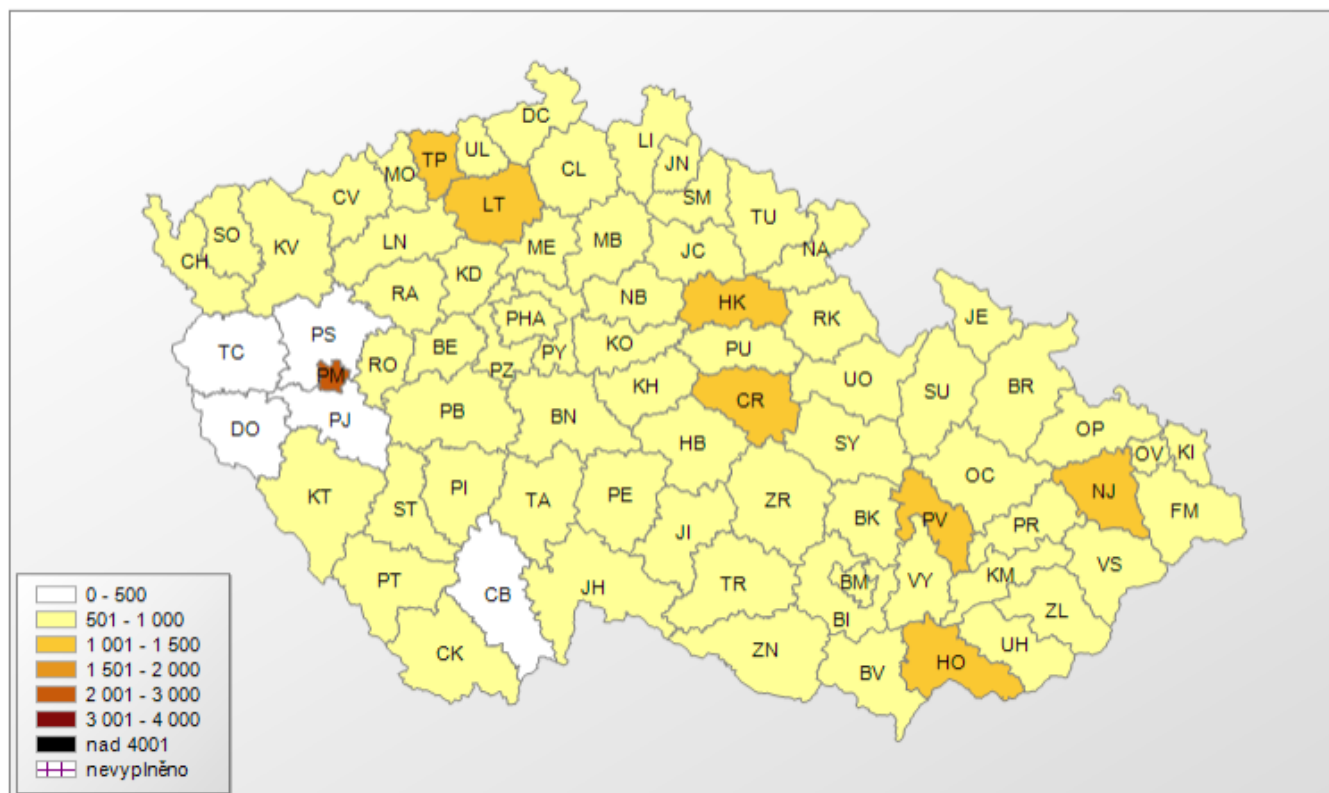 DC
LI
UL
TP
JN
CL
MO
CV
SM
LT
TU
SO
KV
LN
ME
MB
JC
NA
CH
KD
RA
NB
HK
PHA
RK
JE
PS
TC
RO
BE
PY
KO
PU
PZ
PM
BR
UO
KH
SU
CR
PB
BN
PJ
DO
HB
SY
OP
OV
KI
OC
NJ
KT
PI
TA
PE
ZR
ST
BK
PV
PR
FM
JI
VS
PT
CB
JH
TR
BM
VY
KM
ZL
BI
UH
CK
ZN
HO
BV
0 - 500
501 - 1 000
1 001 - 1 500
1 501 - 2 000
2 001 - 3 000
3 001 - 4 000
nad 4001
nevyplněno